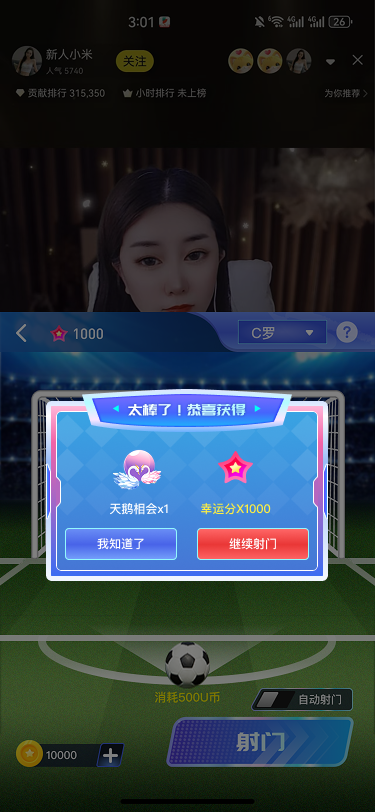 3:01
26
新人小米
人气 5740
关注
贡献排行 315,350
小时排行 未上榜
为你推荐
1000
C罗
?
太棒了！恭喜获得
天鹅相会x1
幸运分X1000
我知道了
继续射门
消耗500U币
自动射门
10000
射门